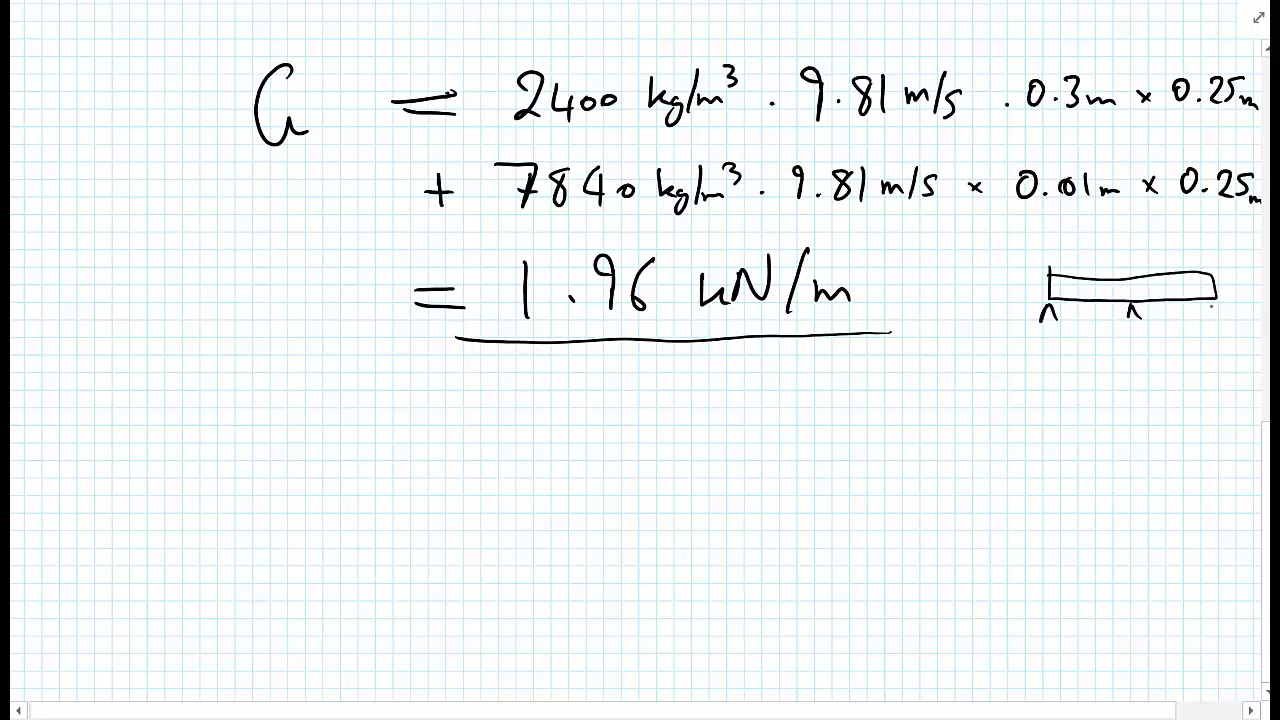 G = 2400 kg/m³ . 9.81 m/s . 0.3m × 0.25m
+ 7840 kg/m³ . 9.81 m/s × 0.01m × 0.25m
= 1.96 kN/m